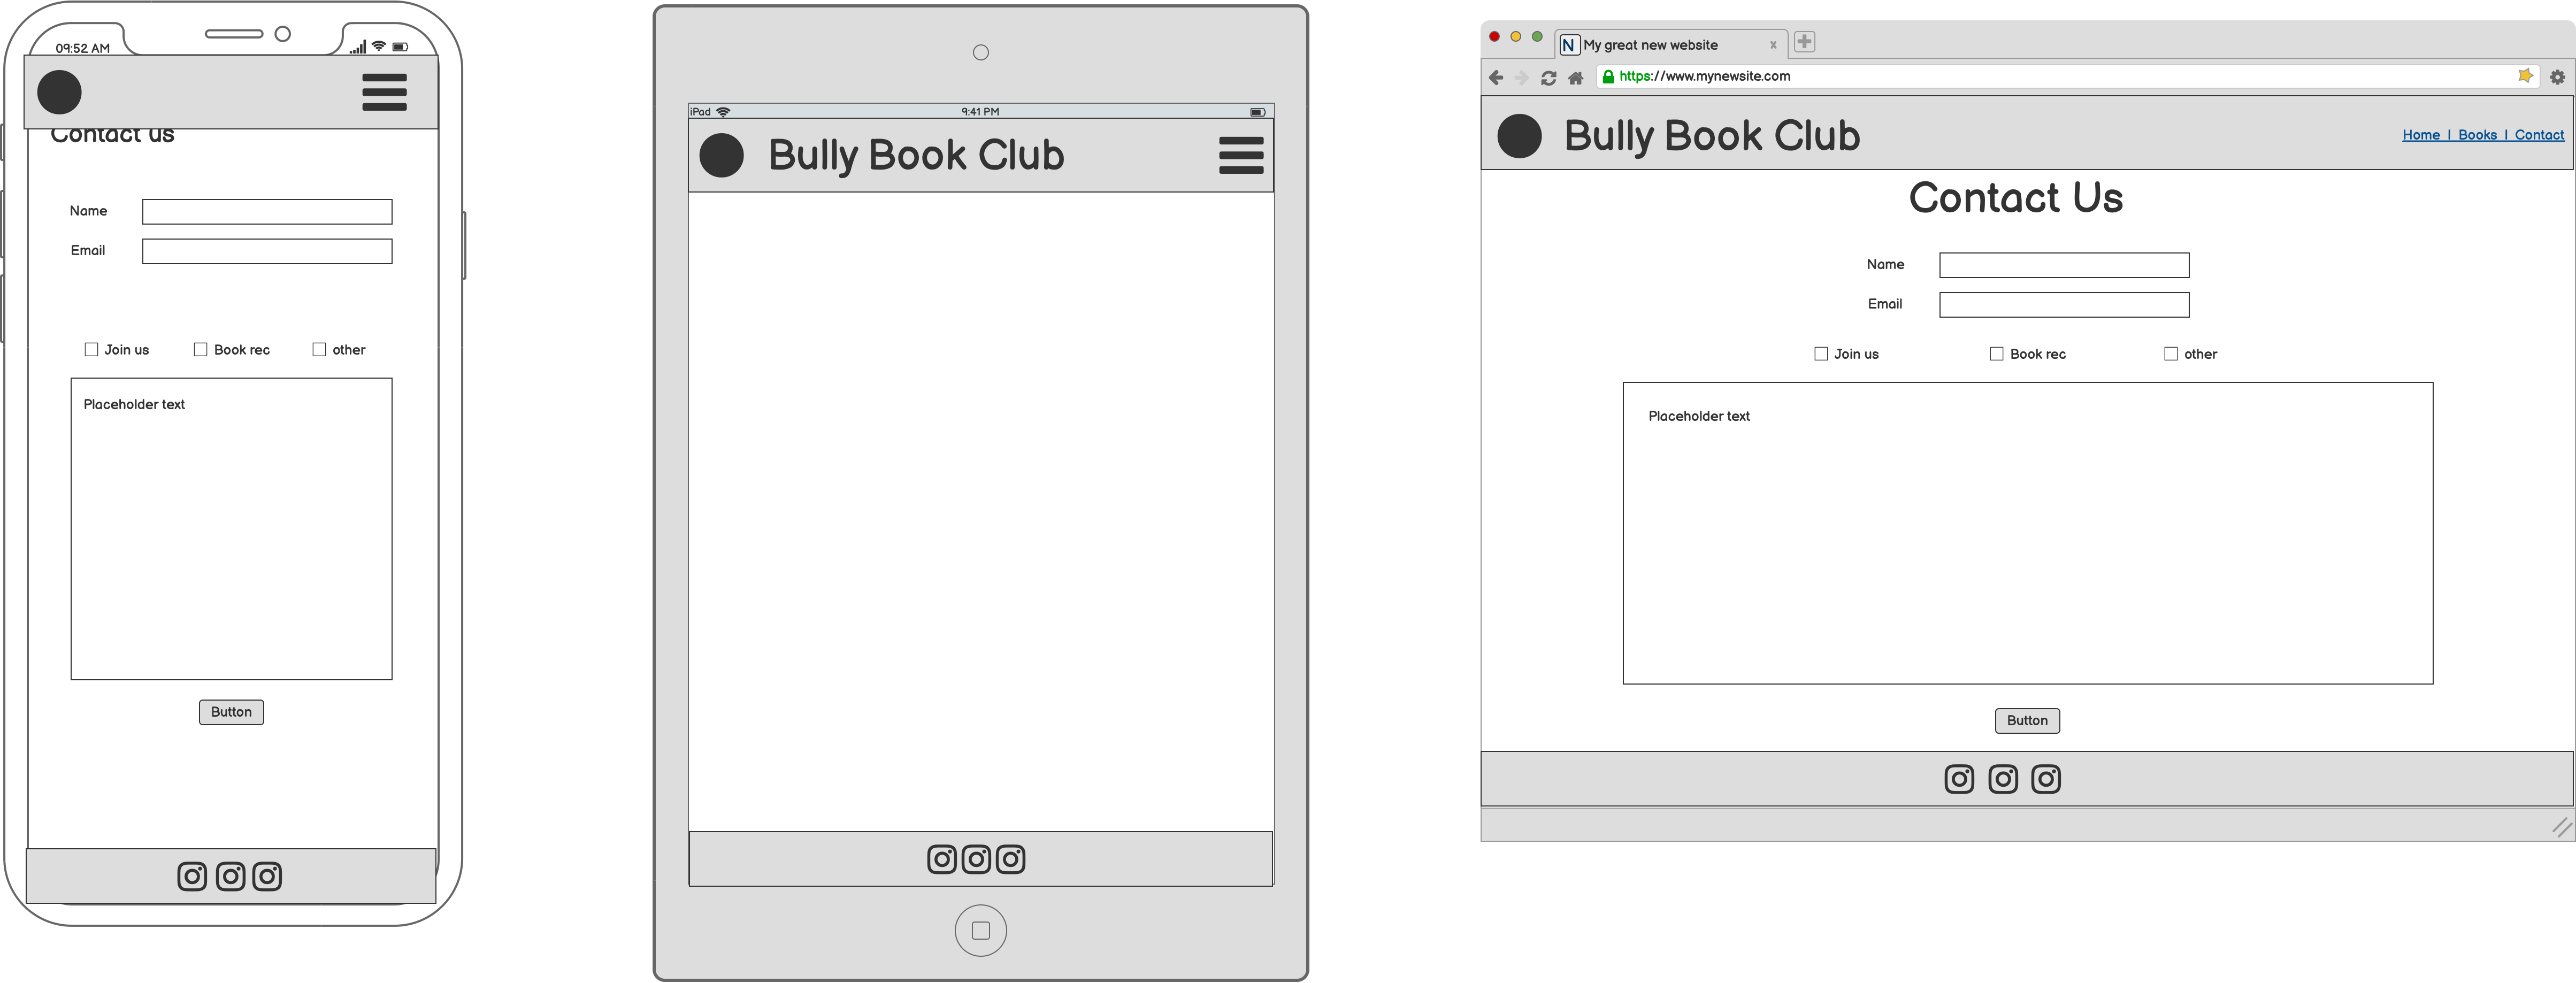 09:52 AM
Contact us
Name
Email
Join us
Book rec
other
Placeholder text
Button
iPad
9:41 PM
Bully Book Club
N
My great new website
x
https://www.mynewsite.com
Bully Book Club
Home | Books | Contact
Contact Us
Name
Email
Join us
Book rec
other
Placeholder text
Button